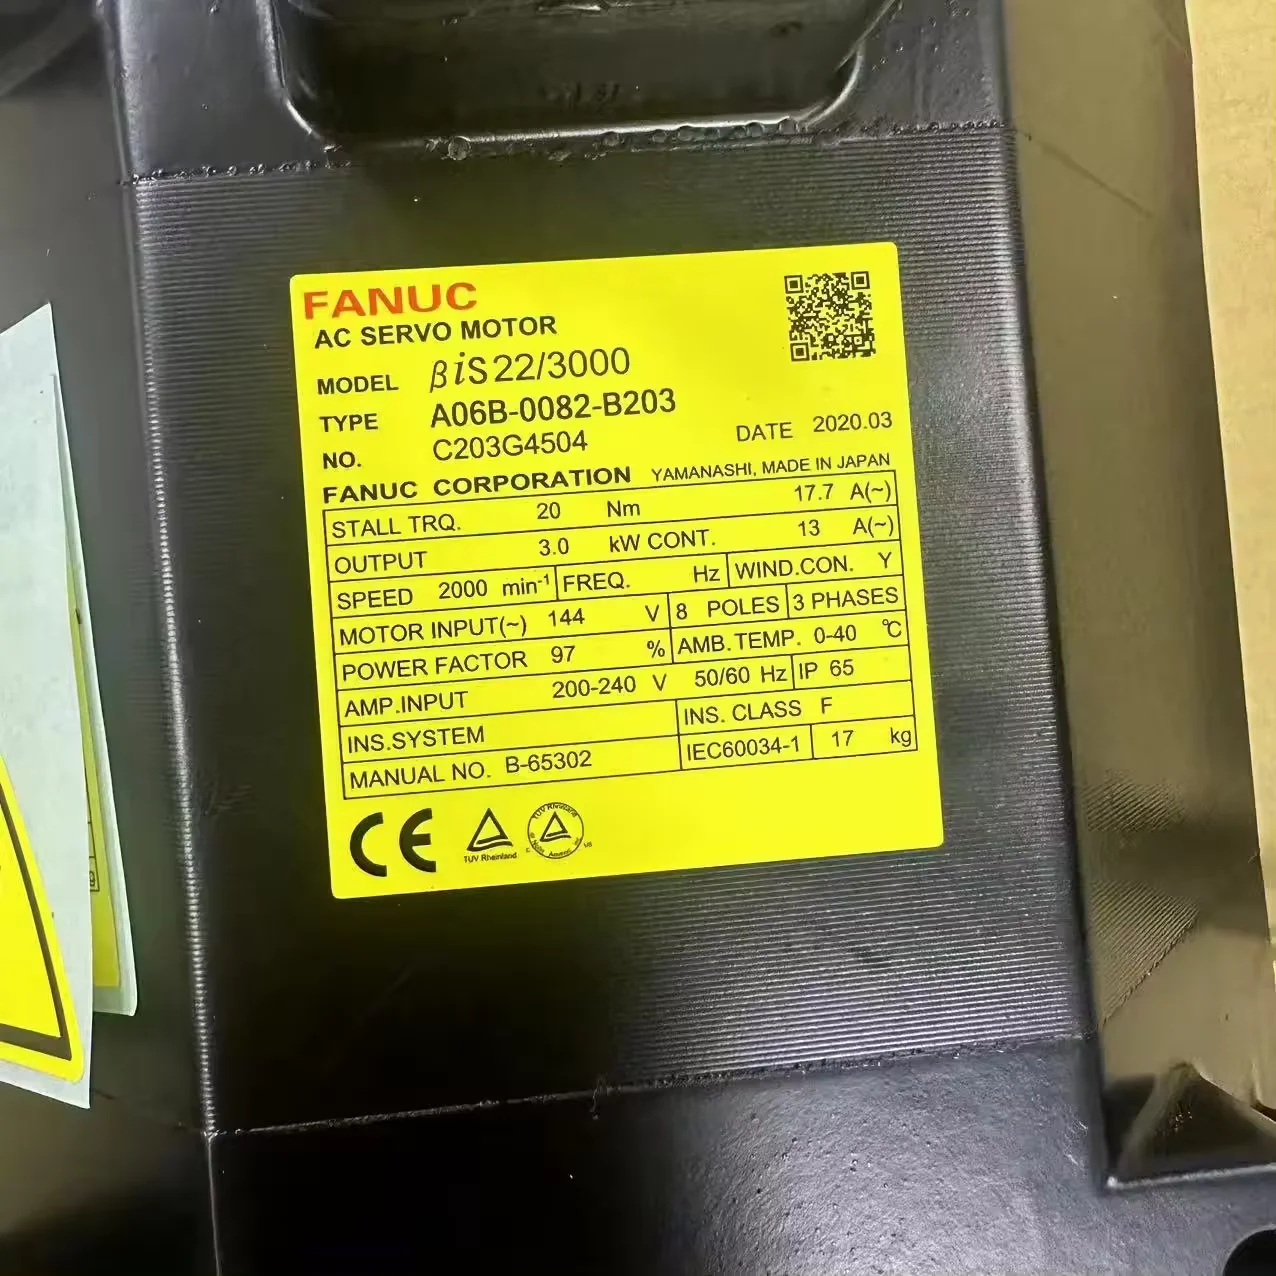 FANUC
AC SERVO MOTOR
MODEL βiS 22/3000
TYPE A06B-0082-B203
NO. C203G4504 DATE 2020.03
FANUC CORPORATION YAMANASHI, MADE IN JAPAN
STALL TRQ. 20 Nm 17.7 A(~)
OUTPUT 3.0 kW CONT. 13 A(~)
SPEED 2000 min⁻¹ FREQ. Hz WIND.CON. Y
MOTOR INPUT(~) 144 V 8 POLES 3 PHASES
POWER FACTOR 97 % AMB.TEMP. 0-40 ℃
AMP.INPUT 200-240 V 50/60 Hz IP 65
INS.SYSTEM INS. CLASS F
MANUAL NO. B-65302 IEC60034-1 17 kg
CE
TUV Rheinland
TUV Rheinland
C US
g